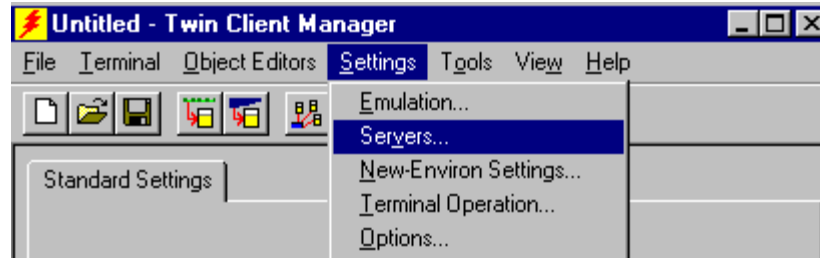 Untitled - Twin Client Manager
File Terminal Object Editors Settings Tools View Help
Emulation...
Servers...
Standard Settings
New-Environ Settings...
Terminal Operation...
Options...